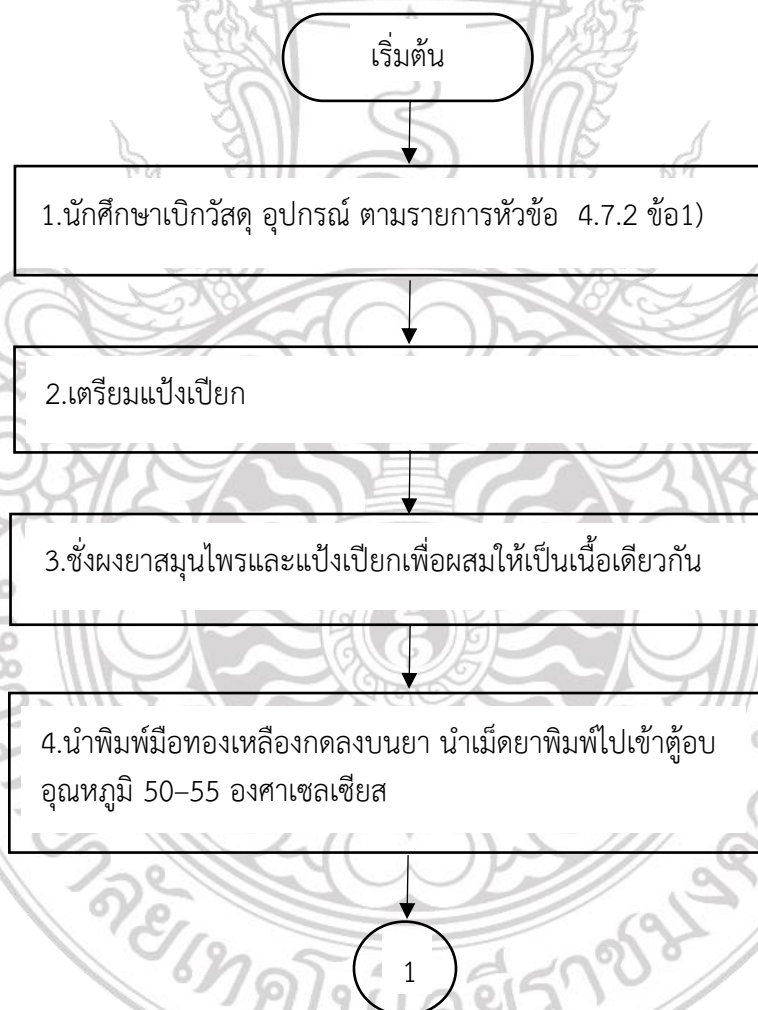 เริ่มต้น
1.นักศึกษาเบิกวัสดุ อุปกรณ์ ตามรายการหัวข้อ 4.7.2 ข้อ1)
2.เตรียมแป้งเปียก
3.ชั่งผงยาสมุนไพรและแป้งเปียกเพื่อผสมให้เป็นเนื้อเดียวกัน
4.นำพิมพ์มือทองเหลืองกดลงบนยา นำเม็ดยาพิมพ์ไปเข้าตู้อบ
อุณหภูมิ 50–55 องศาเซลเซียส
1